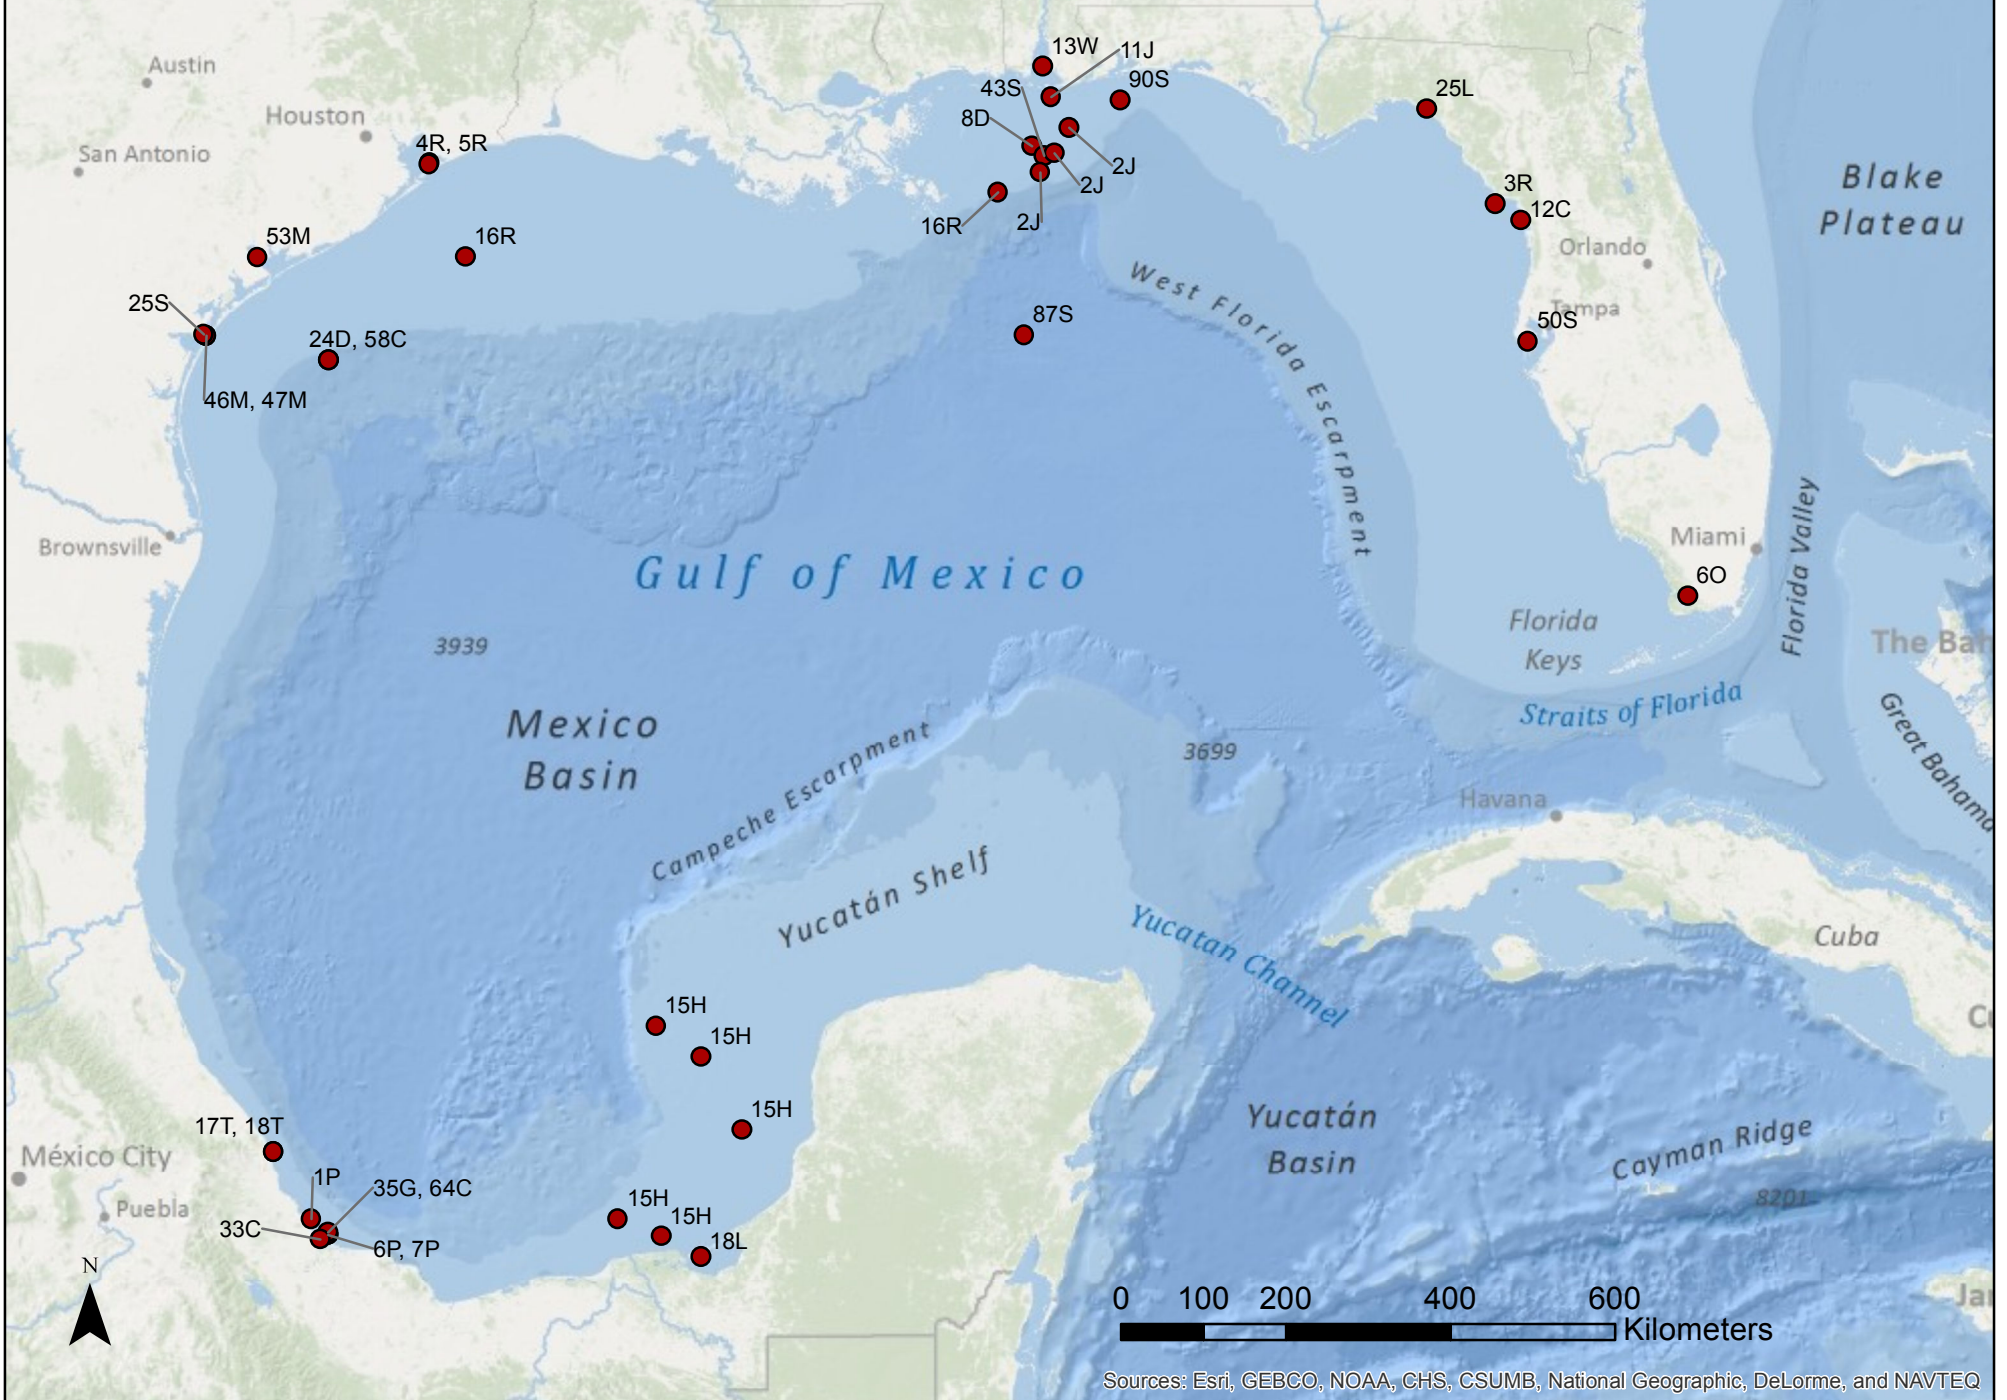 13W
11J
Austin
43S
90S
25L
Houston
8D
4R, 5R
San Antonio
2J
Blake
Plateau
2J
3R
12C
16R
2J
53M
16R
Orlando
West Florida Escarpment
25S
87S
Tampa
50S
24D, 58C
46M, 47M
Florida Valley
Brownsville
Miami
Gulf of Mexico
6O
Florida
Keys
3939
The Bah
Straits of Florida
Great Bahama
Mexico
Basin
3699
Campeche Escarpment
Havana
Yucatán Shelf
Yucatan Channel
Cuba
15H
Cu
15H
15H
Yucatán
Basin
17T, 18T
Cayman Ridge
México City
1P
35G, 64C
8201
Puebla
15H
15H
33C
18L
6P, 7P
N
0 100 200 400 600
Kilometers
Jar
Sources: Esri, GEBCO, NOAA, CHS, CSUMB, National Geographic, DeLorme, and NAVTEQ